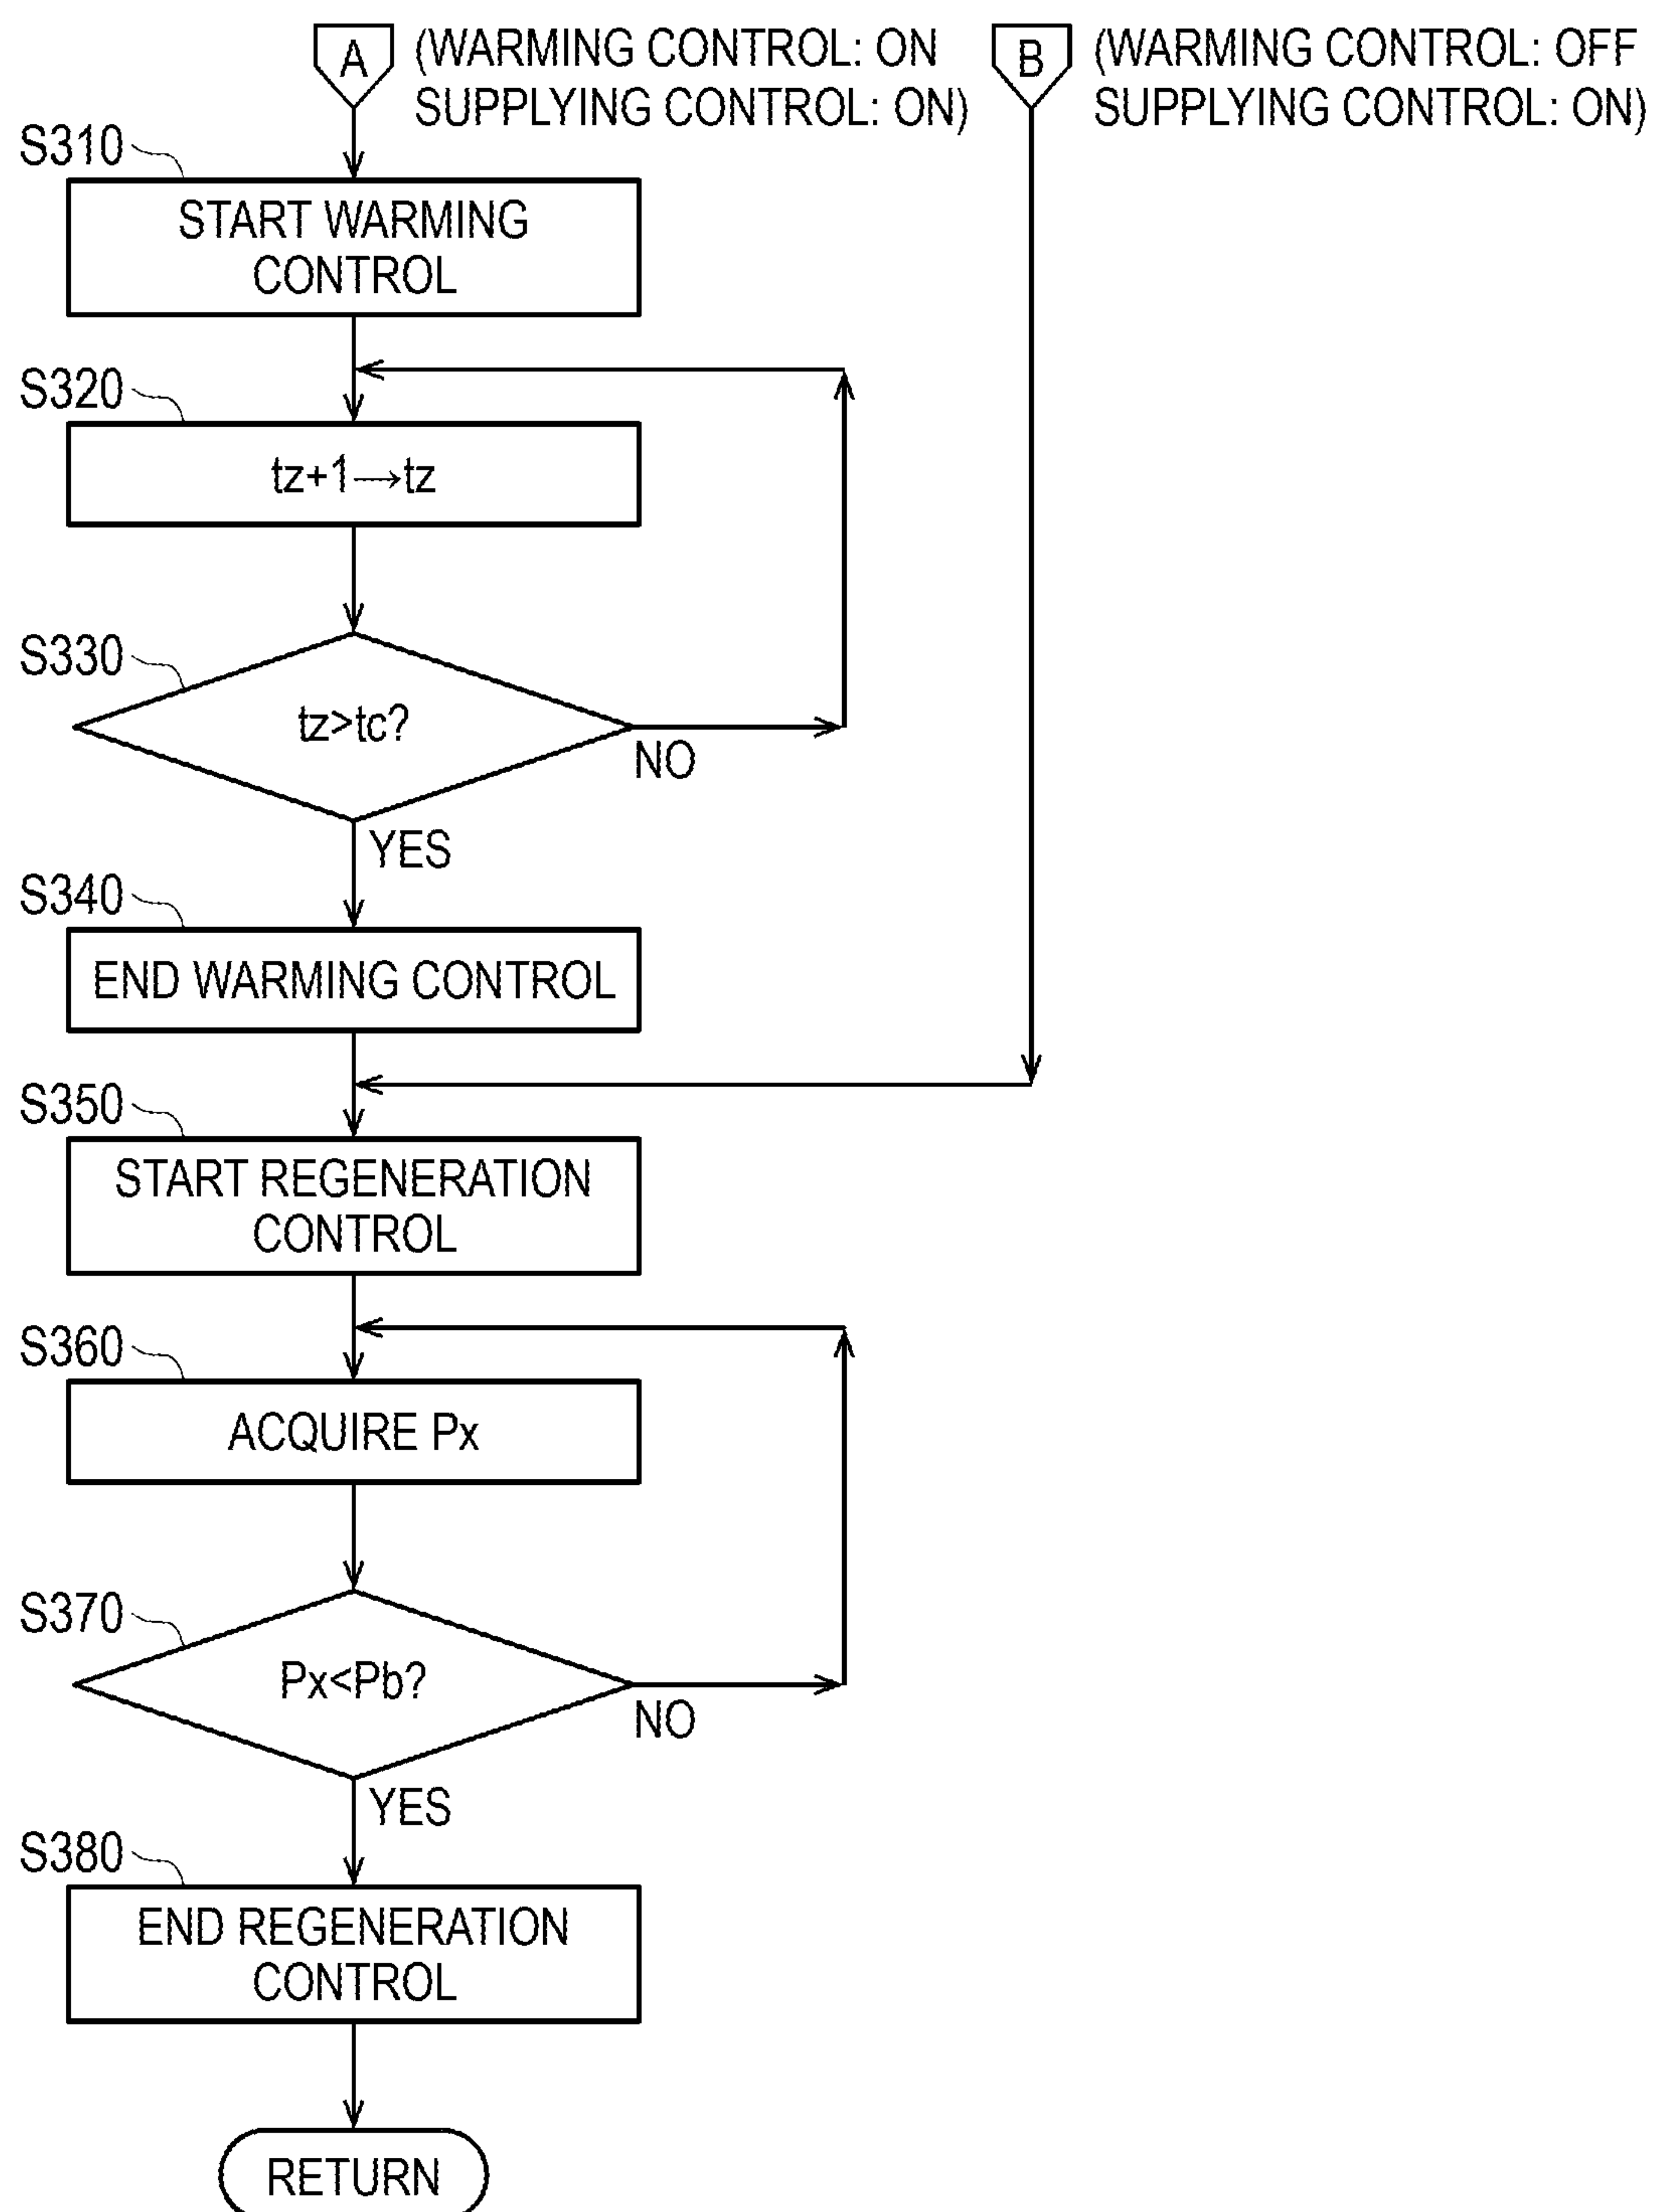 A
(WARMING CONTROL: ON
SUPPLYING CONTROL: ON)
B
(WARMING CONTROL: OFF
SUPPLYING CONTROL: ON)
S310
START WARMING
CONTROL
S320
tz+1→tz
S330
tz>tc?
NO
YES
S340
END WARMING CONTROL
S350
START REGENERATION
CONTROL
S360
ACQUIRE Px
S370
Px<Pb?
NO
YES
S380
END REGENERATION
CONTROL
RETURN